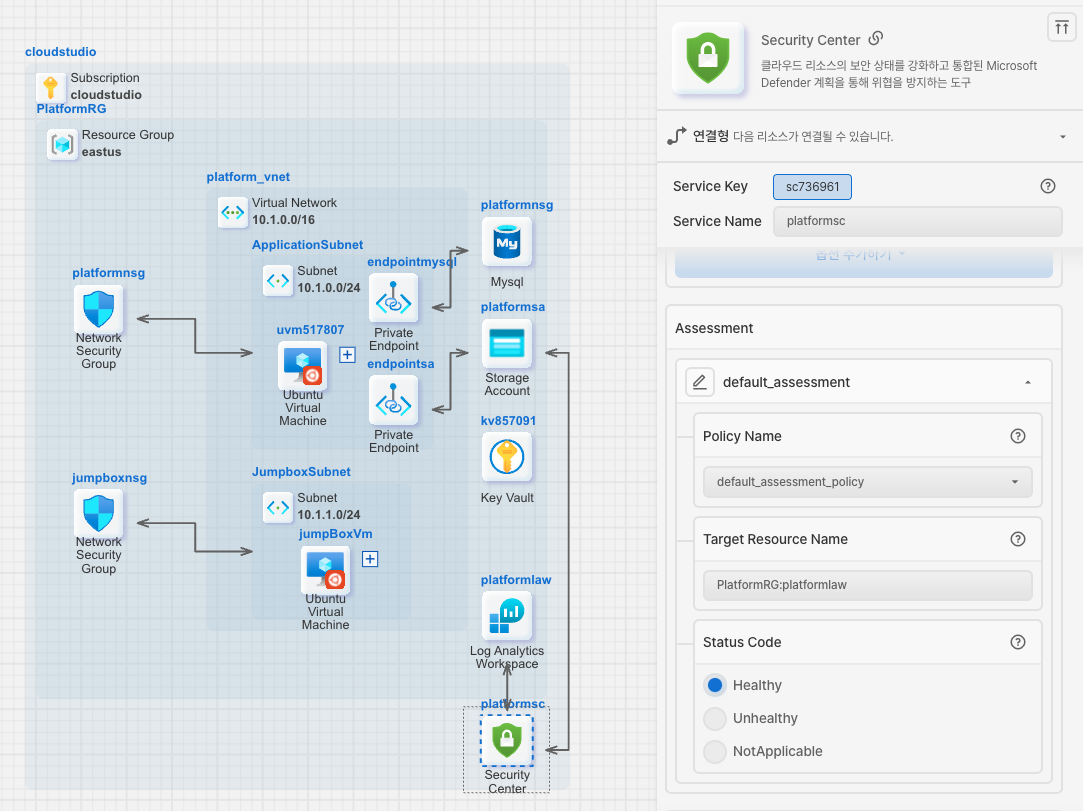 cloudstudio
Subscription
cloudstudio
PlatformRG
Resource Group
eastus
platform_vnet
Virtual Network
10.1.0.0/16
platformnsg
Mysql
ApplicationSubnet
Subnet
10.1.0.0/24
endpointmysql
Private
Endpoint
platformnsg
Network
Security
Group
platformsa
Storage
Account
uvm517807
Ubuntu
Virtual
Machine
endpointsa
Private
Endpoint
kv857091
Key Vault
jumpboxnsg
Network
Security
Group
JumpboxSubnet
Subnet
10.1.1.0/24
jumpBoxVm
Ubuntu
Virtual
Machine
platformlaw
Log Analytics
Workspace
platformsc
Security
Center
Security Center
클라우드 리소스의 보안 상태를 강화하고 통합된 Microsoft
Defender 계획을 통해 위협을 방지하는 도구
연결형 다음 리소스가 연결될 수 있습니다.
Service Key
sc736961
Service Name
platformsc
옵션 추가하기
Assessment
default_assessment
Policy Name
default_assessment_policy
Target Resource Name
PlatformRG:platformlaw
Status Code
Healthy
Unhealthy
NotApplicable